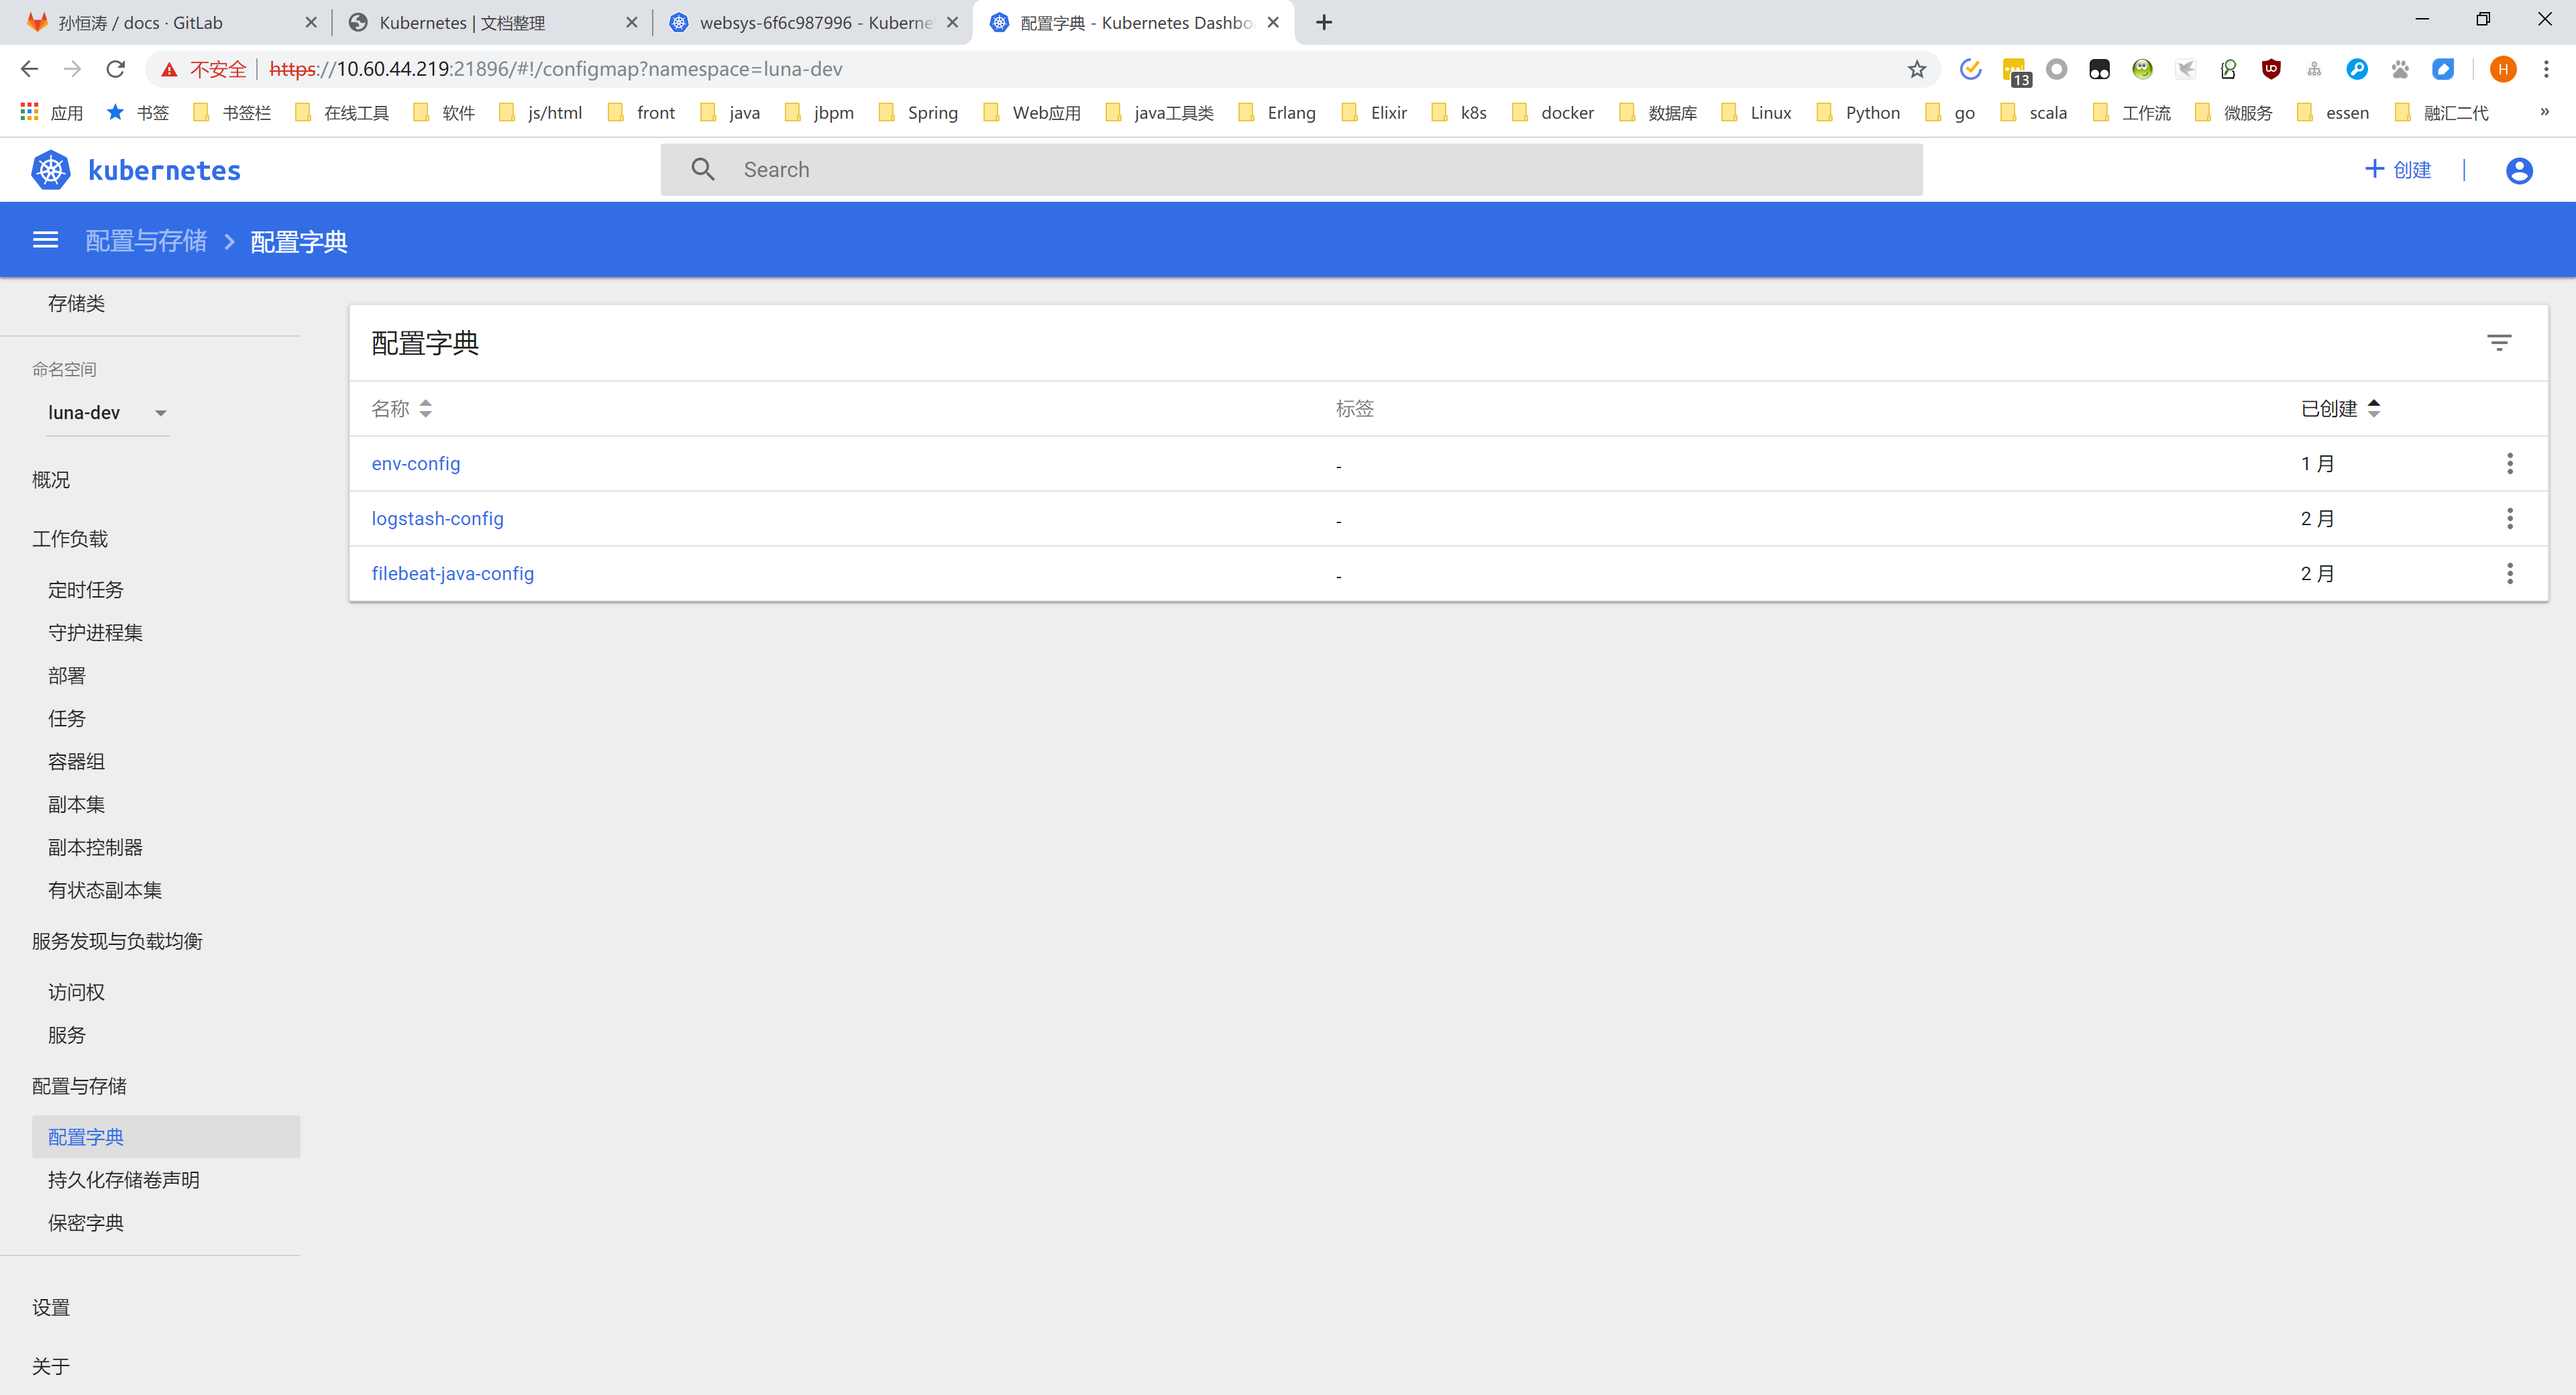 孙恒涛 / docs · GitLab
Kubernetes | 文档整理
websys-6f6c987996 - Kuberne
配置字典 - Kubernetes Dashbo
不安全 https://10.60.44.219:21896/#!/configmap?namespace=luna-dev
13
H
应用 书签 书签栏 在线工具 软件 js/html front java jbpm Spring Web应用 java工具类 Erlang Elixir k8s docker 数据库 Linux Python go scala 工作流 微服务 essen 融汇二代 »
kubernetes
Search
+ 创建
配置与存储 > 配置字典
存储类
命名空间
luna-dev
概况
工作负载
定时任务
守护进程集
部署
任务
容器组
副本集
副本控制器
有状态副本集
服务发现与负载均衡
访问权
服务
配置与存储
配置字典
持久化存储卷声明
保密字典
设置
关于
配置字典
名称 标签 已创建
env-config - 1 月
logstash-config - 2 月
filebeat-java-config - 2 月